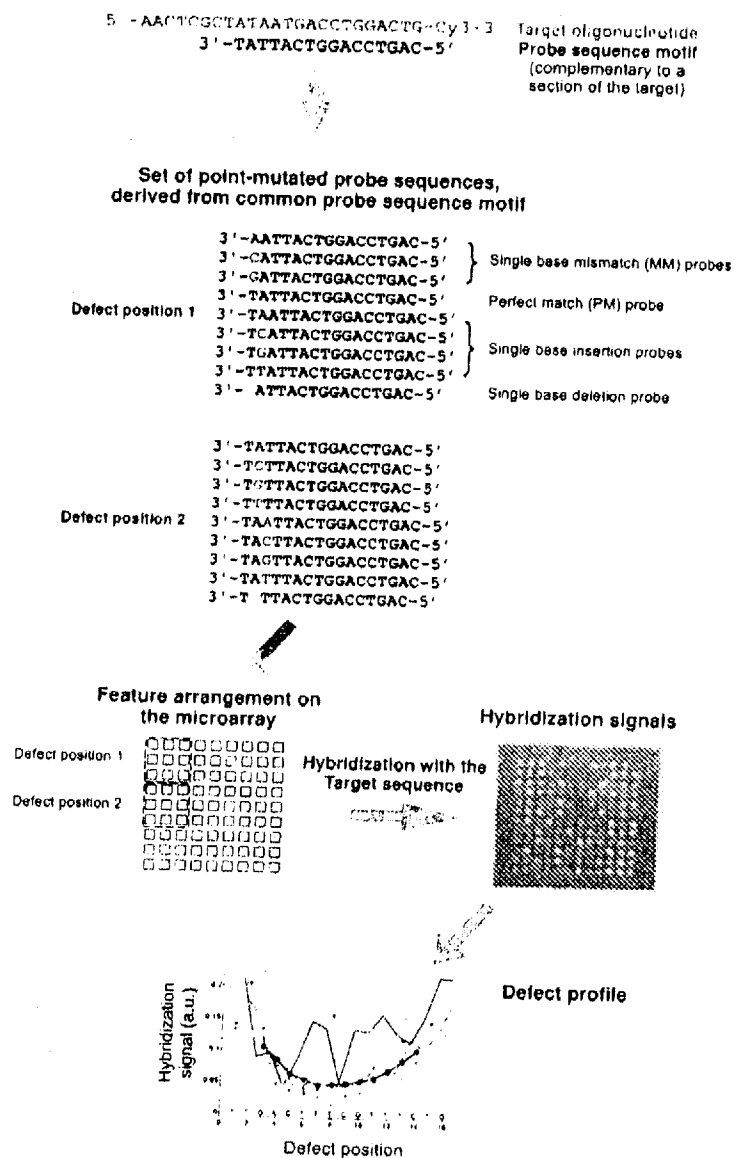 5 -AACTCGCTATAATGACCTGGACTG-Cy3-3 Target oligonucleotide
3'-TATTACTGGACCTGAC-5' Probe sequence motif
(complementary to a
section of the target)
Set of point-mutated probe sequences,
derived from common probe sequence motif
Defect position 1
3'-AATTACTGGACCTGAC-5'
3'-CATTACTGGACCTGAC-5'
3'-GATTACTGGACCTGAC-5'
Single base mismatch (MM) probes
3'-TATTACTGGACCTGAC-5' Perfect match (PM) probe
3'-TAATTACTGGACCTGAC-5'
3'-TCATTACTGGACCTGAC-5'
3'-TGATTACTGGACCTGAC-5'
3'-TTATTACTGGACCTGAC-5'
Single base insertion probes
3'- ATTACTGGACCTGAC-5' Single base deletion probe
Defect position 2
3'-TATTACTGGACCTGAC-5'
3'-TCTTACTGGACCTGAC-5'
3'-TGTTACTGGACCTGAC-5'
3'-TTTTACTGGACCTGAC-5'
3'-TAATTACTGGACCTGAC-5'
3'-TACTTACTGGACCTGAC-5'
3'-TAGTTACTGGACCTGAC-5'
3'-TATTTACTGGACCTGAC-5'
3'-T TTACTGGACCTGAC-5'
Feature arrangement on
the microarray
Defect position 1
Defect position 2
Hybridization with the
Target sequence
Hybridization signals
Defect profile
Hybridization
signal (a.u.)
Defect position